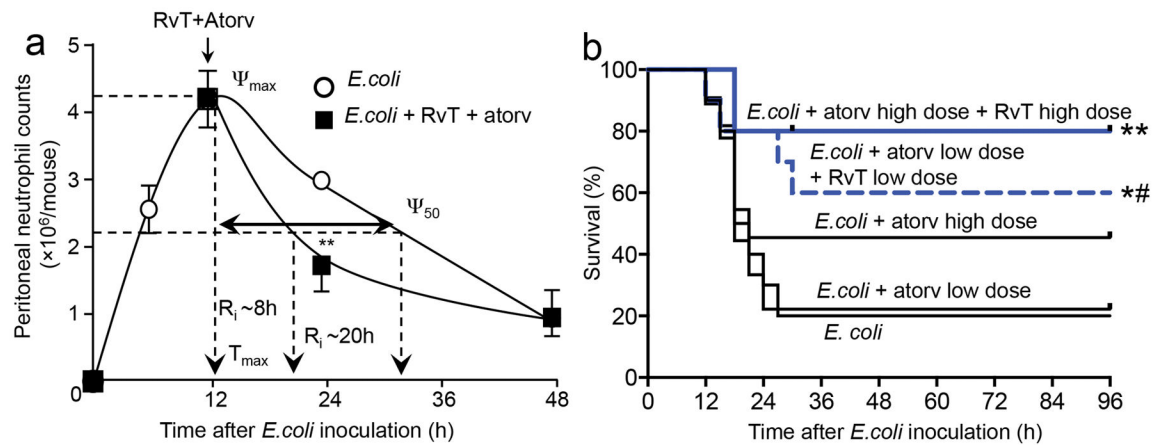 a
RvT+Atorv
Peritoneal neutrophil counts
(×10⁶/mouse)
5
4
3
2
1
0
Ψmax
E.coli
E.coli + RvT + atorv
Ψ50
**
Ri ~8h
Ri ~20h
Tmax
12
24
36
48
Time after E.coli inoculation (h)
b
Survival (%)
100
80
60
40
20
0
E.coli + atorv high dose + RvT high dose
**
E.coli + atorv low dose
+ RvT low dose
*#
E.coli + atorv high dose
E.coli + atorv low dose
E. coli
0 12 24 36 48 60 72 84 96
Time after E.coli inoculation (h)